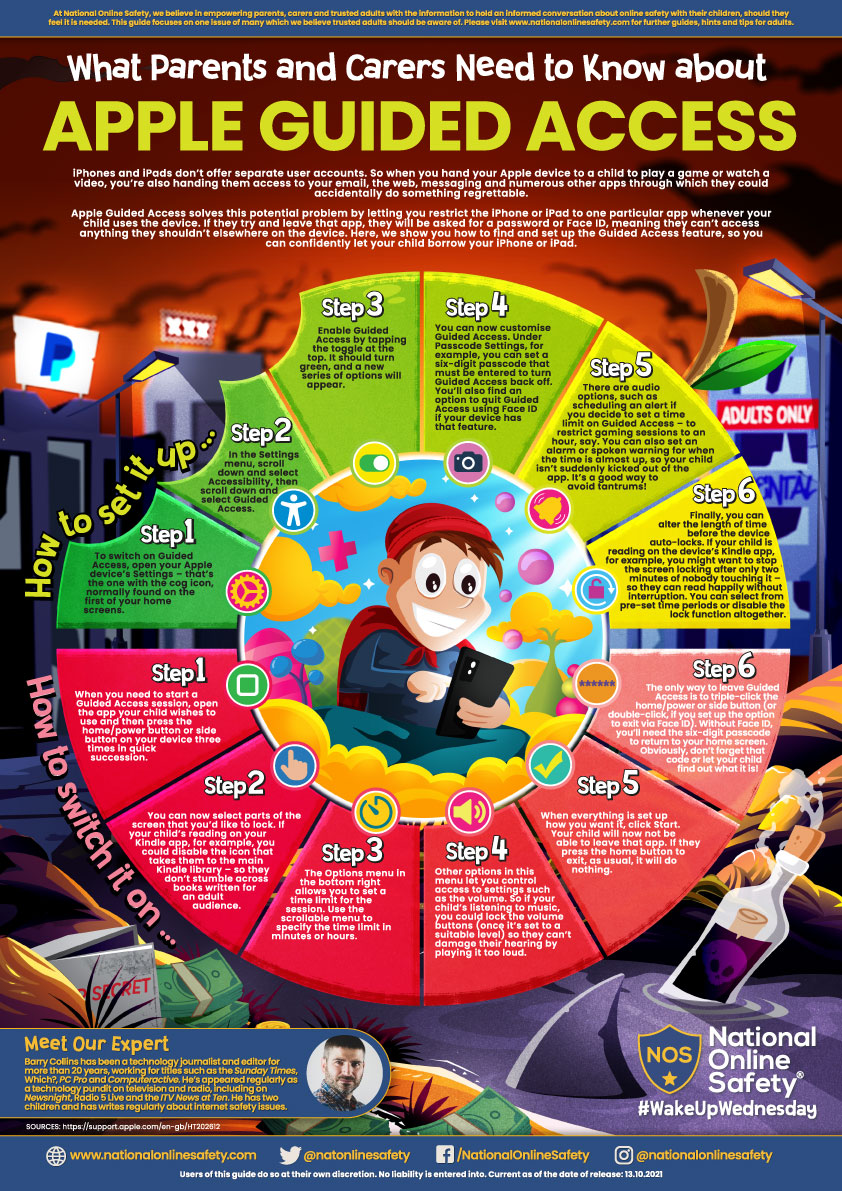 At National Online Safety, we believe in empowering parents, carers and trusted adults with the information to hold an informed conversation about online safety with their children, should they
feel it is needed. This guide focuses on one issue of many which we believe trusted adults should be aware of. Please visit www.nationalonlinesafety.com for further guides, hints and tips for adults.
What Parents and Carers Need to Know about
APPLE GUIDED ACCESS
iPhones and iPads don't offer separate user accounts. So when you hand your Apple device to a child to play a game or watch a
video, you're also handing them access to your email, the web, messaging and numerous other apps through which they could
accidentally do something regrettable.
Apple Guided Access solves this potential problem by letting you restrict the iPhone or iPad to one particular app whenever your
child uses the device. If they try and leave that app, they will be asked for a password or Face ID, meaning they can't access
anything they shouldn't elsewhere on the device. Here, we show you how to find and set up the Guided Access feature, so you
can confidently let your child borrow your iPhone or iPad.
XXX
ADULTS ONLY
How to set it up...
Step 1
To switch on Guided
Access, open your Apple
device's Settings – that's
the one with the cog icon,
normally found on the
first of your home
screens.
Step 2
In the Settings
menu, scroll
down and select
Accessibility, then
scroll down and
select Guided
Access.
Step 3
Enable Guided
Access by tapping
the toggle at the
top. It should turn
green, and a new
series of options will
appear.
Step 4
You can now customise
Guided Access. Under
Passcode Settings, for
example, you can set a
six-digit passcode that
must be entered to turn
Guided Access back off.
You'll also find an
option to quit Guided
Access using Face ID
if your device has
that feature.
Step 5
There are audio
options, such as
scheduling an alert if
you decide to set a time
limit on Guided Access – to
restrict gaming sessions to an
hour, say. You can also set an
alarm or spoken warning for when
the time is almost up, so your child
isn't suddenly kicked out of the
app. It's a good way to
avoid tantrums!
Step 6
Finally, you can
alter the length of time
before the device
auto-locks. If your child is
reading on the device's Kindle app,
for example, you might want to stop
the screen locking after only two
minutes of nobody touching it –
so they can read happily without
interruption. You can select from
pre-set time periods or disable the
lock function altogether.
How to switch it on...
Step 1
When you need to start a
Guided Access session, open
the app your child wishes to
use and then press the
home/power button or side
button on your device three
times in quick
succession.
Step 2
You can now select parts of the
screen that you'd like to lock. If
your child's reading on your
Kindle app, for example, you
could disable the icon that
takes them to the main
Kindle library – so they
don't stumble across
books written for
an adult
audience.
Step 3
The Options menu in
the bottom right
allows you to set a
time limit for the
session. Use the
scrollable menu to
specify the time limit in
minutes or hours.
Step 4
Other options in this
menu let you control
access to settings such
as the volume. So if your
child's listening to music,
you could lock the volume
buttons (once it's set to a
suitable level) so they can't
damage their hearing by
playing it too loud.
Step 5
When everything is set up
how you want it, click Start.
Your child will now not be
able to leave that app. If they
press the home button to
exit, as usual, it will do
nothing.
Step 6
The only way to leave Guided
Access is to triple-click the
home/power or side button (or
double-click, if you set up the option
to exit via Face ID). Without Face ID,
you'll need the six-digit passcode
to return to your home screen.
Obviously, don't forget that
code or let your child
find out what it is!
******
SECRET
Meet Our Expert
Barry Collins has been a technology journalist and editor for
more than 20 years, working for titles such as the Sunday Times,
Which?, PC Pro and Computeractive. He's appeared regularly as
a technology pundit on television and radio, including on
Newsnight, Radio 5 Live and the ITV News at Ten. He has two
children and has writes regularly about internet safety issues.
NOS
National
Online
Safety®
#WakeUpWednesday
SOURCES: https://support.apple.com/en-gb/HT202612
www.nationalonlinesafety.com
@natonlinesafety
/NationalOnlineSafety
@nationalonlinesafety
Users of this guide do so at their own discretion. No liability is entered into. Current as of the date of release: 13.10.2021